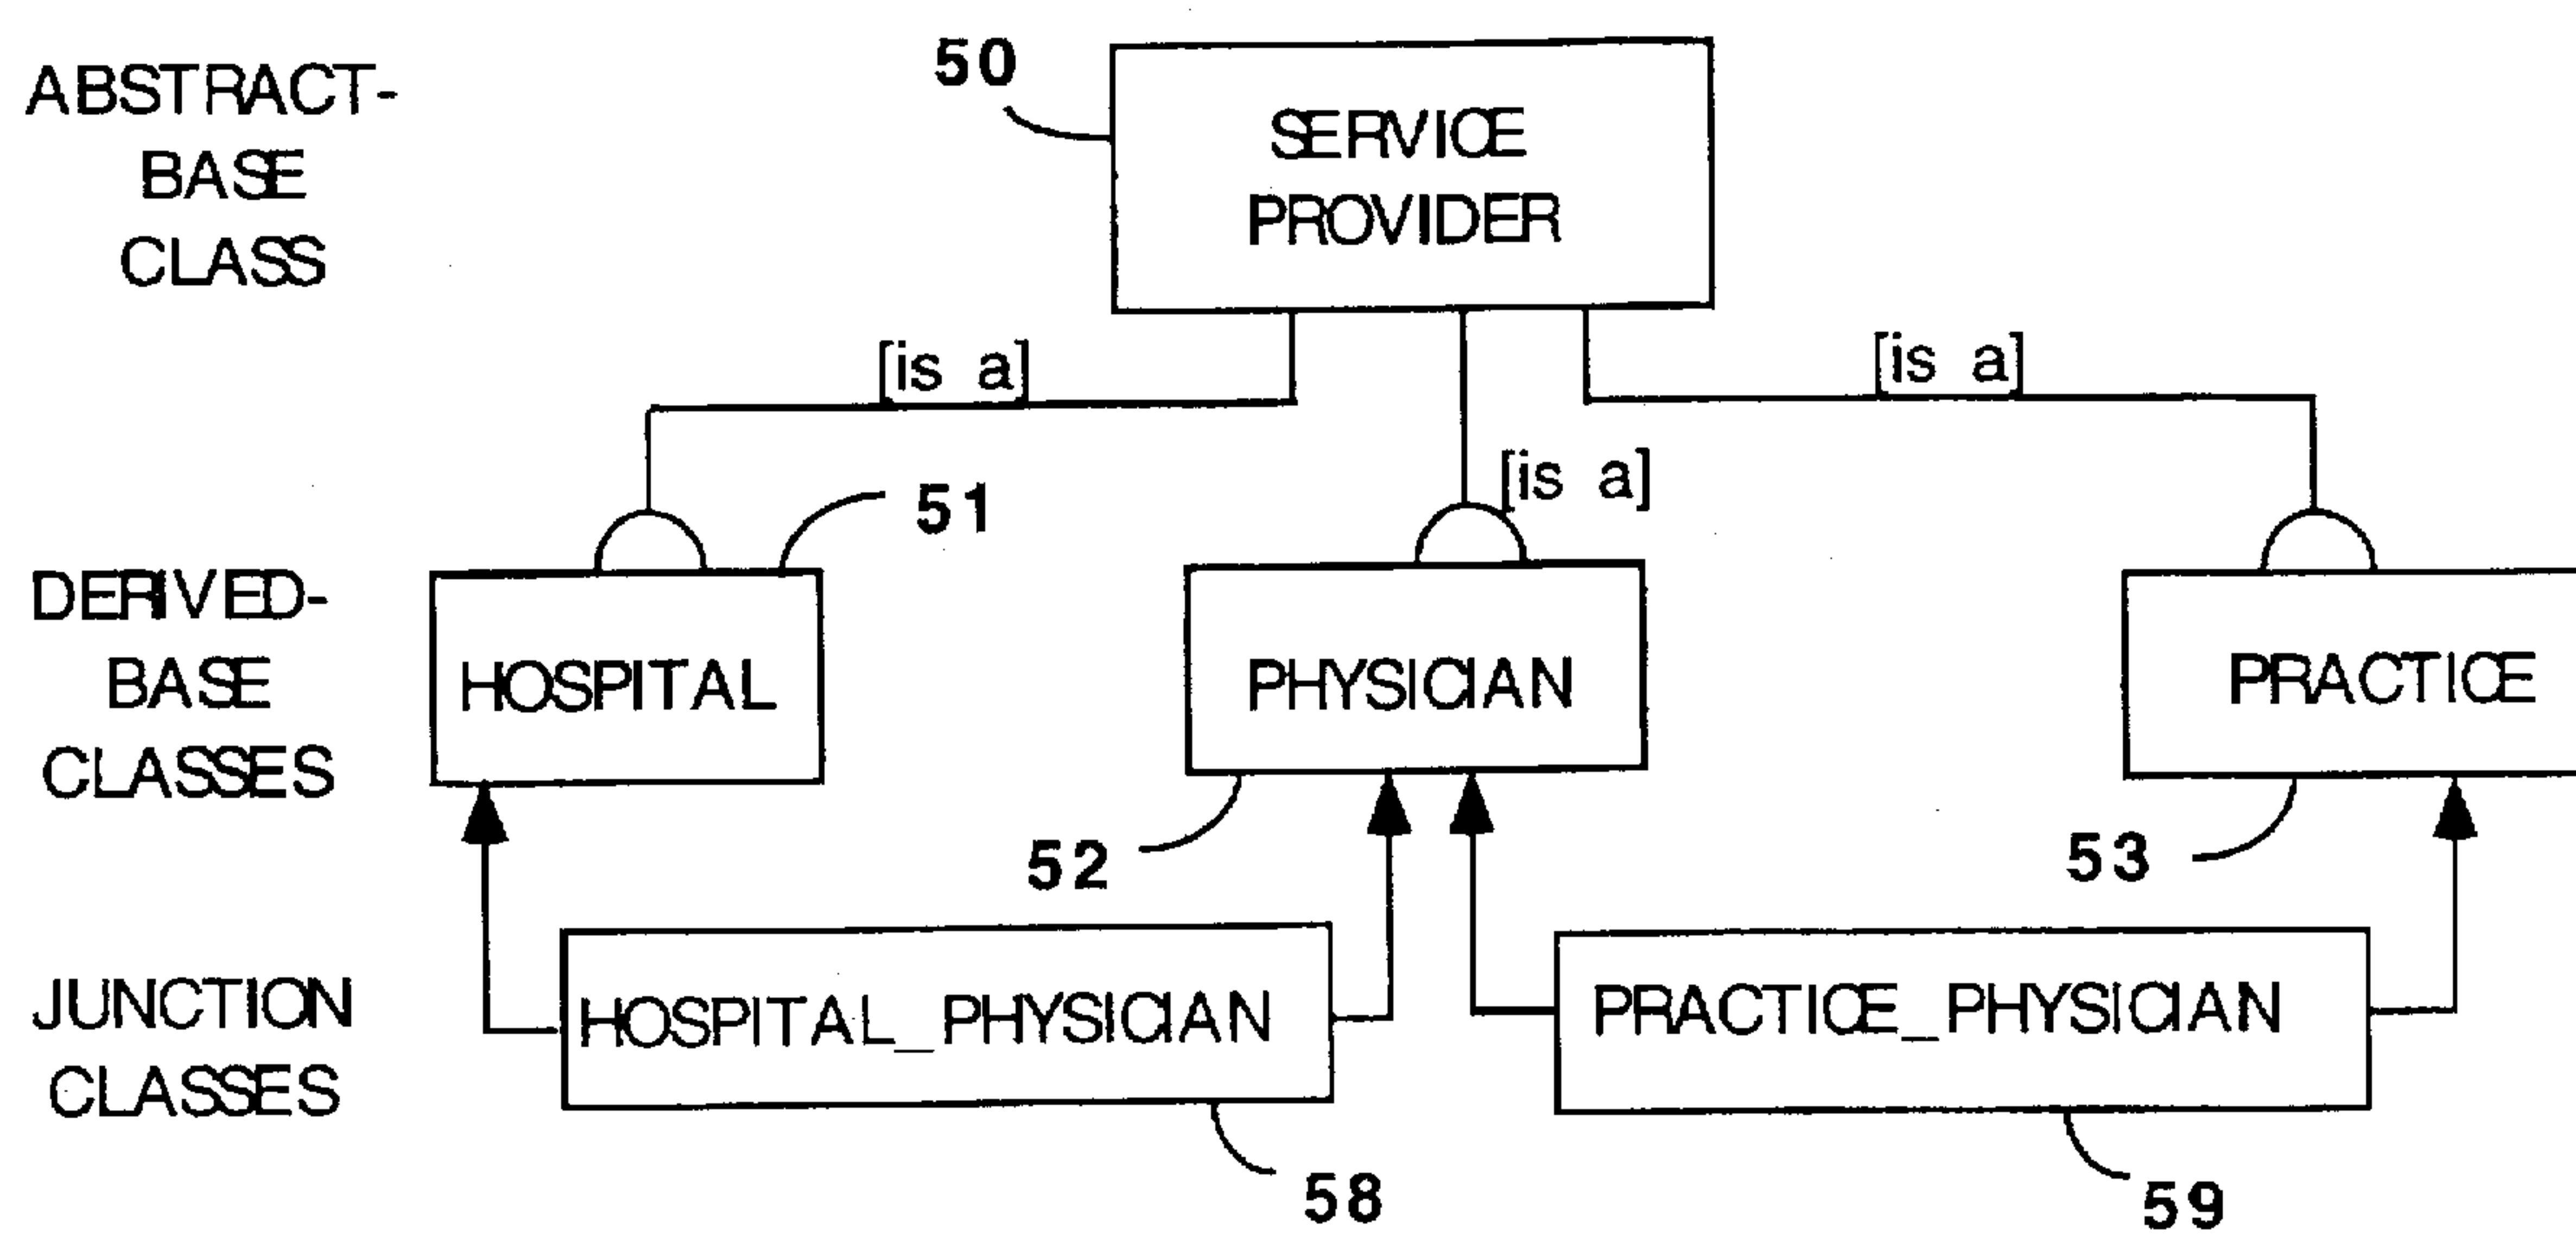 ABSTRACT-
BASE
CLASS
50
SERVICE
PROVIDER
[is a]
[is a]
[is a]
51
DERIVED-
BASE
CLASSES
HOSPITAL
PHYSICIAN
PRACTICE
52
53
JUNCTION
CLASSES
HOSPITAL_PHYSICIAN
PRACTICE_PHYSICIAN
58
59